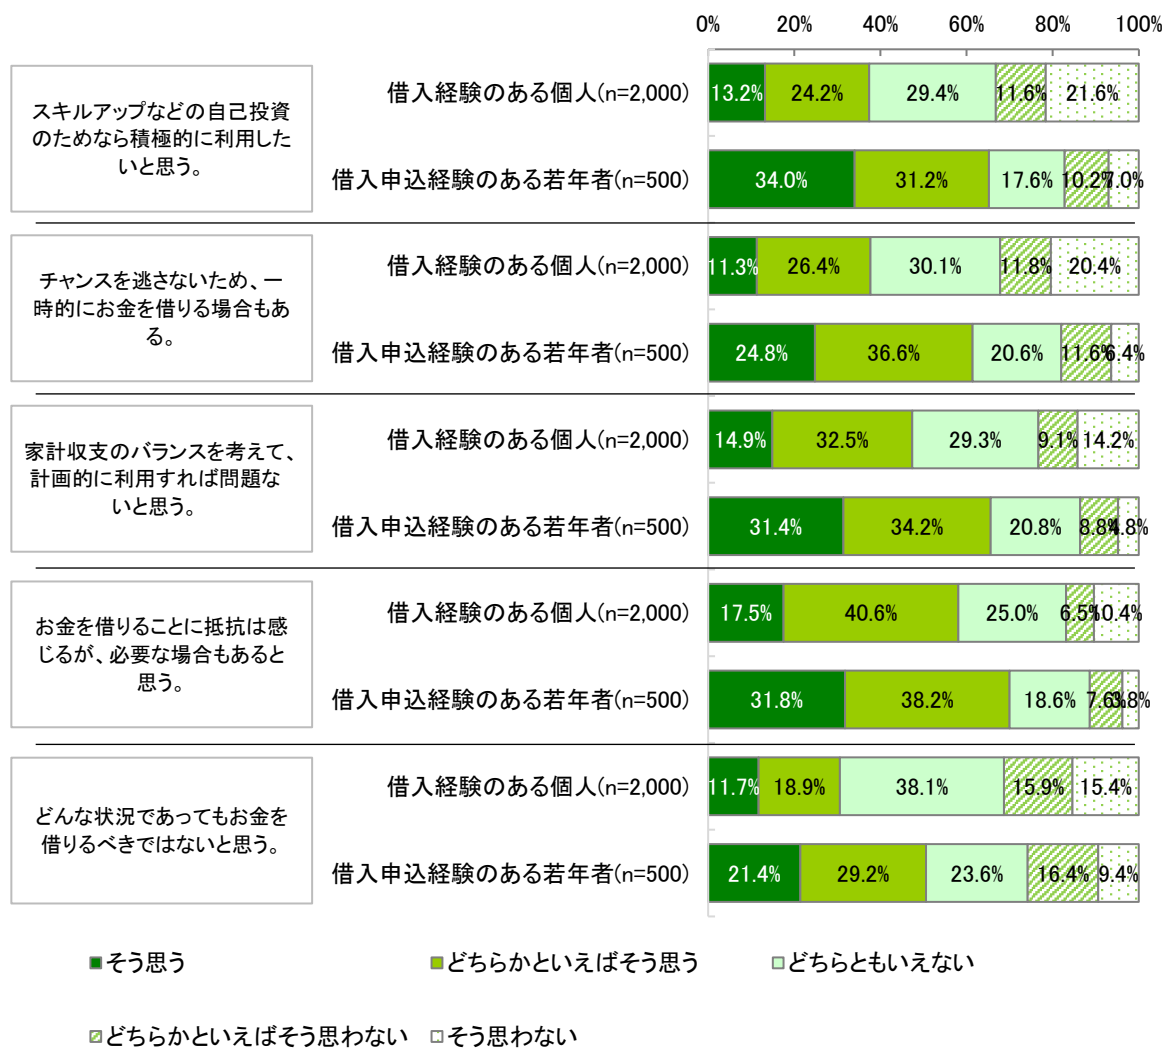 0% 20% 40% 60% 80% 100%
スキルアップなどの自己投資
のためなら積極的に利用した
いと思う。
借入経験のある個人(n=2,000)
13.2% 24.2% 29.4% 11.6% 21.6%
借入申込経験のある若年者(n=500)
34.0% 31.2% 17.6% 10.2% 7.0%
チャンスを逃さないため、一
時的にお金を借りる場合もあ
る。
借入経験のある個人(n=2,000)
11.3% 26.4% 30.1% 11.8% 20.4%
借入申込経験のある若年者(n=500)
24.8% 36.6% 20.6% 11.6% 6.4%
家計収支のバランスを考えて、
計画的に利用すれば問題な
いと思う。
借入経験のある個人(n=2,000)
14.9% 32.5% 29.3% 9.1% 14.2%
借入申込経験のある若年者(n=500)
31.4% 34.2% 20.8% 8.8% 4.8%
お金を借りることに抵抗は感
じるが、必要な場合もあると
思う。
借入経験のある個人(n=2,000)
17.5% 40.6% 25.0% 6.5% 10.4%
借入申込経験のある若年者(n=500)
31.8% 38.2% 18.6% 7.6% 3.8%
どんな状況であってもお金を
借りるべきではないと思う。
借入経験のある個人(n=2,000)
11.7% 18.9% 38.1% 15.9% 15.4%
借入申込経験のある若年者(n=500)
21.4% 29.2% 23.6% 16.4% 9.4%
そう思う どちらかといえばそう思う どちらともいえない
どちらかといえばそう思わない そう思わない